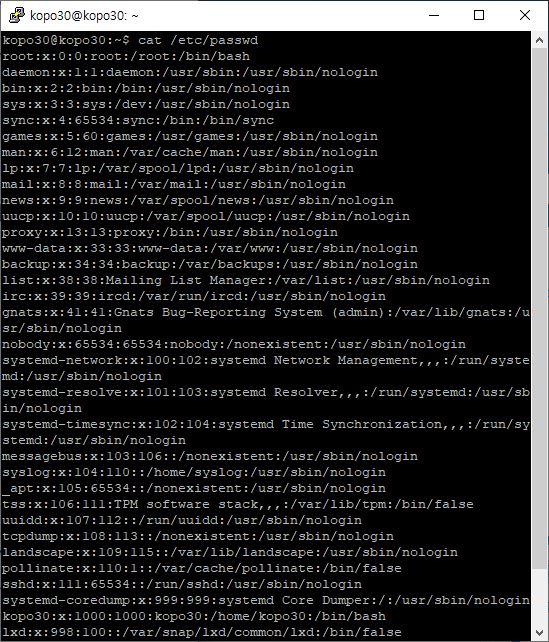 kopo30@kopo30: ~
kopo30@kopo30:~$ cat /etc/passwd
root:x:0:0:root:/root:/bin/bash
daemon:x:1:1:daemon:/usr/sbin:/usr/sbin/nologin
bin:x:2:2:bin:/bin:/usr/sbin/nologin
sys:x:3:3:sys:/dev:/usr/sbin/nologin
sync:x:4:65534:sync:/bin:/bin/sync
games:x:5:60:games:/usr/games:/usr/sbin/nologin
man:x:6:12:man:/var/cache/man:/usr/sbin/nologin
lp:x:7:7:lp:/var/spool/lpd:/usr/sbin/nologin
mail:x:8:8:mail:/var/mail:/usr/sbin/nologin
news:x:9:9:news:/var/spool/news:/usr/sbin/nologin
uucp:x:10:10:uucp:/var/spool/uucp:/usr/sbin/nologin
proxy:x:13:13:proxy:/bin:/usr/sbin/nologin
www-data:x:33:33:www-data:/var/www:/usr/sbin/nologin
backup:x:34:34:backup:/var/backups:/usr/sbin/nologin
list:x:38:38:Mailing List Manager:/var/list:/usr/sbin/nologin
irc:x:39:39:ircd:/var/run/ircd:/usr/sbin/nologin
gnats:x:41:41:Gnats Bug-Reporting System (admin):/var/lib/gnats:/u
sr/sbin/nologin
nobody:x:65534:65534:nobody:/nonexistent:/usr/sbin/nologin
systemd-network:x:100:102:systemd Network Management,,,:/run/syste
md:/usr/sbin/nologin
systemd-resolve:x:101:103:systemd Resolver,,,:/run/systemd:/usr/sb
in/nologin
systemd-timesync:x:102:104:systemd Time Synchronization,,,:/run/sy
stemd:/usr/sbin/nologin
messagebus:x:103:106::/nonexistent:/usr/sbin/nologin
syslog:x:104:110::/home/syslog:/usr/sbin/nologin
_apt:x:105:65534::/nonexistent:/usr/sbin/nologin
tss:x:106:111:TPM software stack,,,:/var/lib/tpm:/bin/false
uuidd:x:107:112::/run/uuidd:/usr/sbin/nologin
tcpdump:x:108:113::/nonexistent:/usr/sbin/nologin
landscape:x:109:115::/var/lib/landscape:/usr/sbin/nologin
pollinate:x:110:1::/var/cache/pollinate:/bin/false
sshd:x:111:65534::/run/sshd:/usr/sbin/nologin
systemd-coredump:x:999:999:systemd Core Dumper:/:/usr/sbin/nologin
kopo30:x:1000:1000:kopo30:/home/kopo30:/bin/bash
lxd:x:998:100::/var/snap/lxd/common/lxd:/bin/false